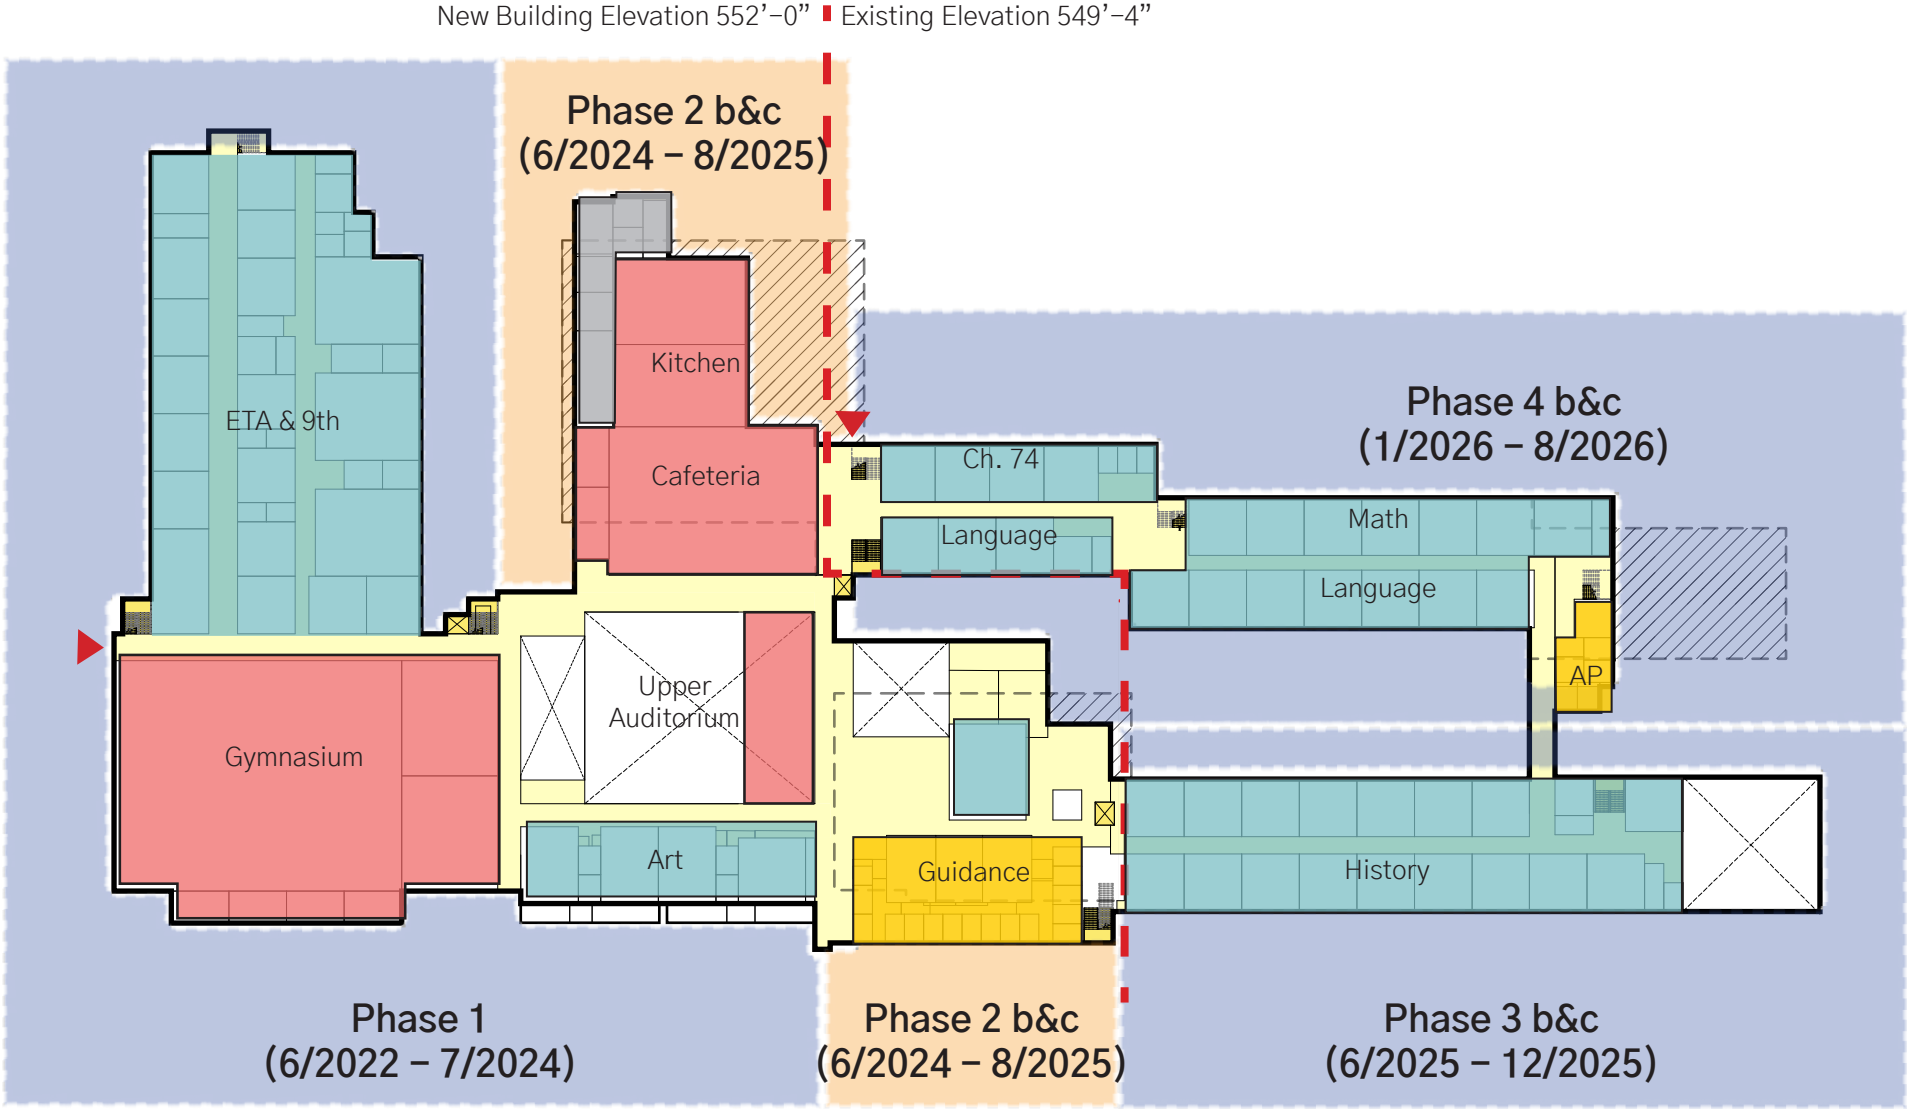 New Building Elevation 552’–0”
Existing Elevation 549’–4”
Phase 2 b&c
(6/2024 – 8/2025)
Kitchen
Phase 4 b&c
(1/2026 – 8/2026)
ETA & 9th
Cafeteria
Ch. 74
Language
Math
Language
AP
Upper
Auditorium
Gymnasium
Art
Guidance
History
Phase 1
(6/2022 – 7/2024)
Phase 2 b&c
(6/2024 – 8/2025)
Phase 3 b&c
(6/2025 – 12/2025)